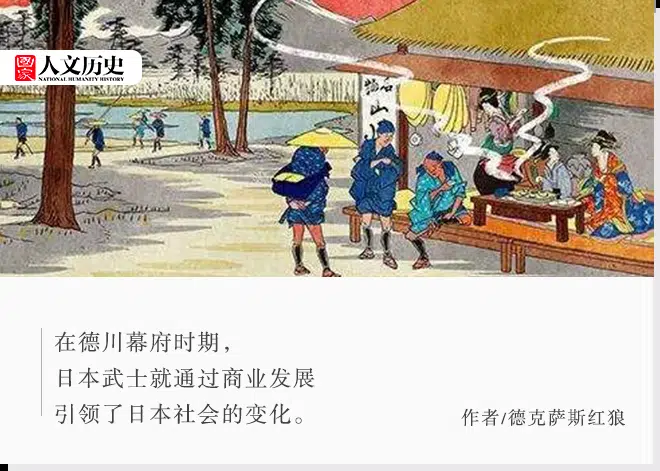 國家人文历史
NATIONAL HUMANITY HISTORY
在德川幕府时期，
日本武士就通过商业发展
引领了日本社会的变化。
作者/德克萨斯红狼